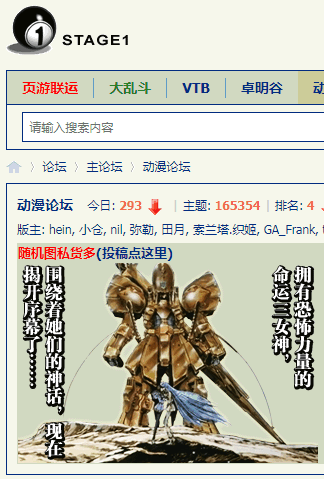 STAGE1
页游联运 大乱斗 VTB 卓明谷 动
请输入搜索内容
论坛 〉 主论坛 〉 动漫论坛
动漫论坛 今日: 293 | 主题: 165354 | 排名: 4
版主: hein, 小仓, nil, 弥勒, 田月, 索兰塔.织姬, GA_Frank,
随机图私货多(投稿点这里)
拥有恐怖力量的
命运三女神，
围绕着她们的神话，现在
揭开序幕了……